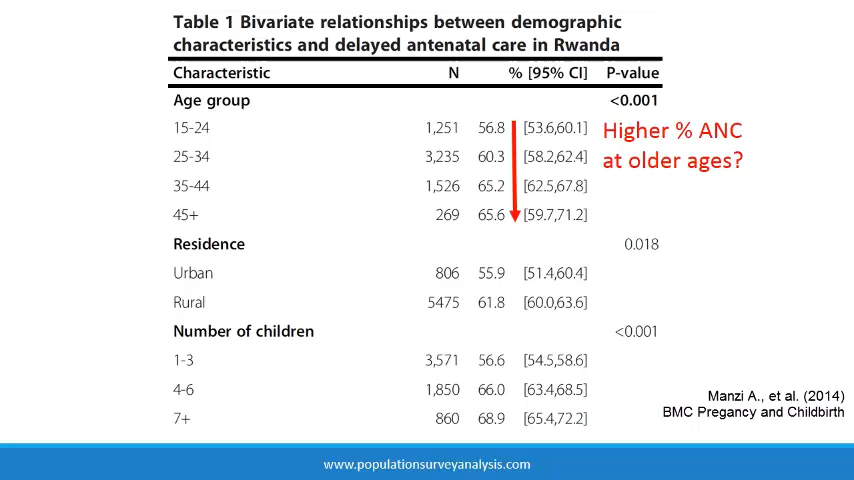 Table 1 Bivariate relationships between demographic
characteristics and delayed antenatal care in Rwanda
Characteristic N % [95% CI] P-value
Age group <0.001
15-24 1,251 56.8 [53.6,60.1]
25-34 3,235 60.3 [58.2,62.4]
35-44 1,526 65.2 [62.5,67.8]
45+ 269 65.6 [59.7,71.2]
Higher % ANC
at older ages?
Residence 0.018
Urban 806 55.9 [51.4,60.4]
Rural 5475 61.8 [60.0,63.6]
Number of children <0.001
1-3 3,571 56.6 [54.5,58.6]
4-6 1,850 66.0 [63.4,68.5]
7+ 860 68.9 [65.4,72.2]
Manzi A., et al. (2014)
BMC Pregancy and Childbirth
www.populationsurveyanalysis.com